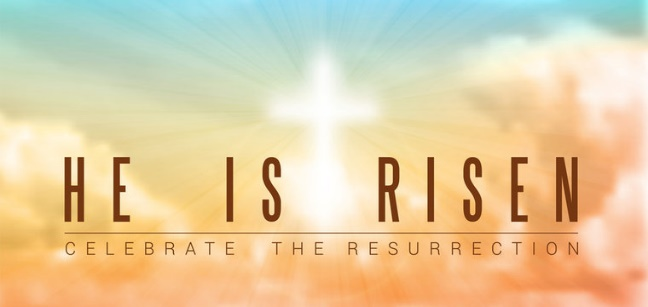 HE IS RISEN
CELEBRATE THE RESURRECTION